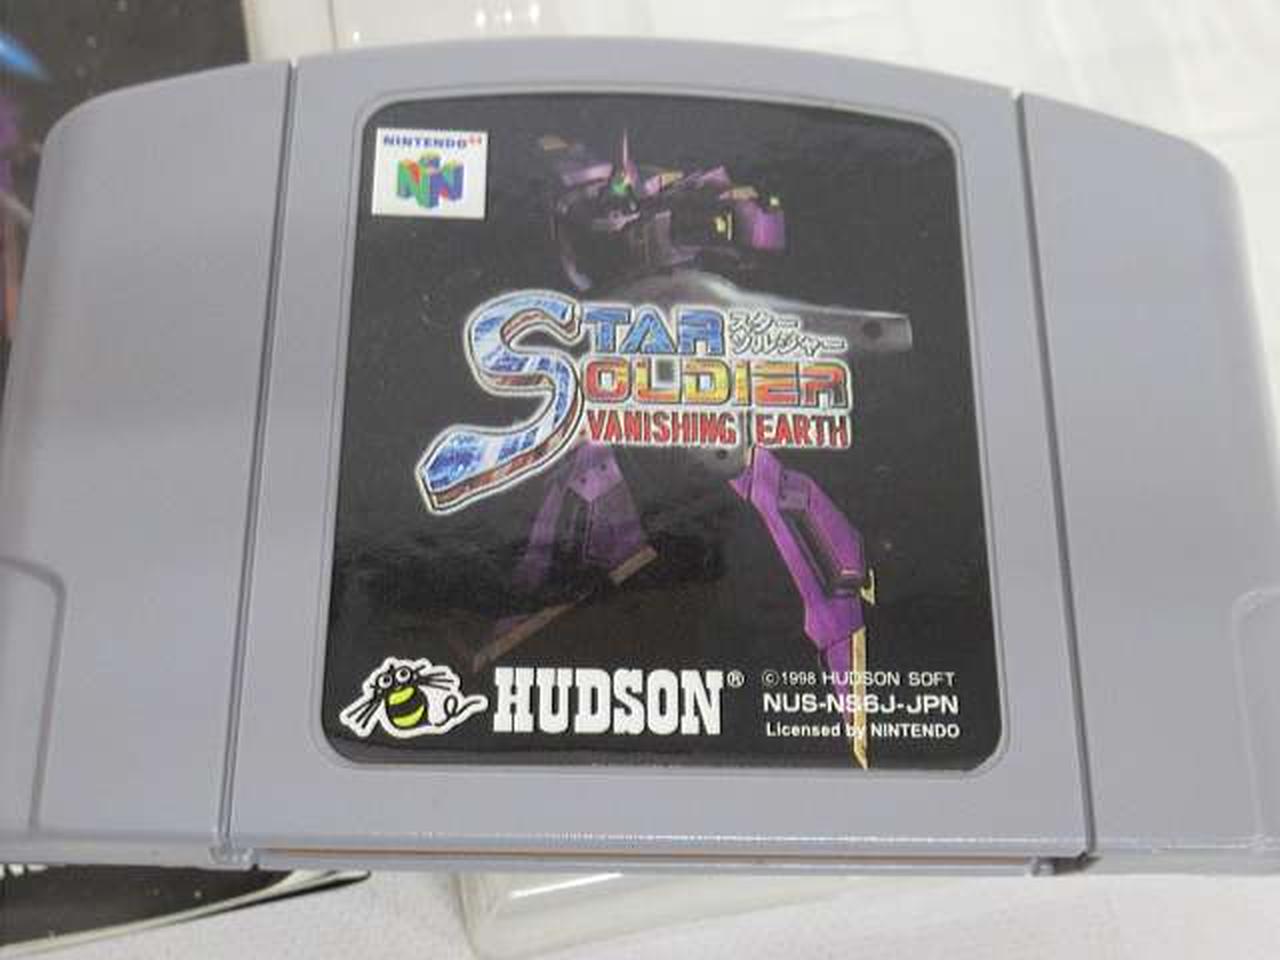 NINTENDO64
STAR スター
ソルジャー
SOLDIER
VANISHING EARTH
HUDSON®
©1998 HUDSON SOFT
NUS-NS6J-JPN
Licensed by NINTENDO